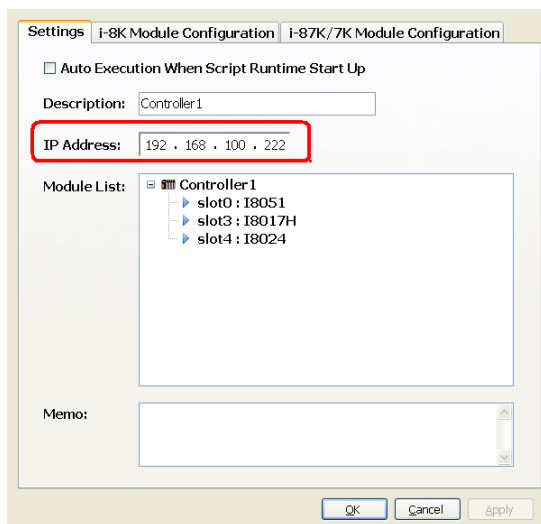 Settings i-8K Module Configuration i-87K/7K Module Configuration
Auto Execution When Script Runtime Start Up
Description: Controller1
IP Address: 192 . 168 . 100 . 222
Module List: Controller1
slot0 : I8051
slot3 : I8017H
slot4 : I8024
Memo:
OK Cancel Apply